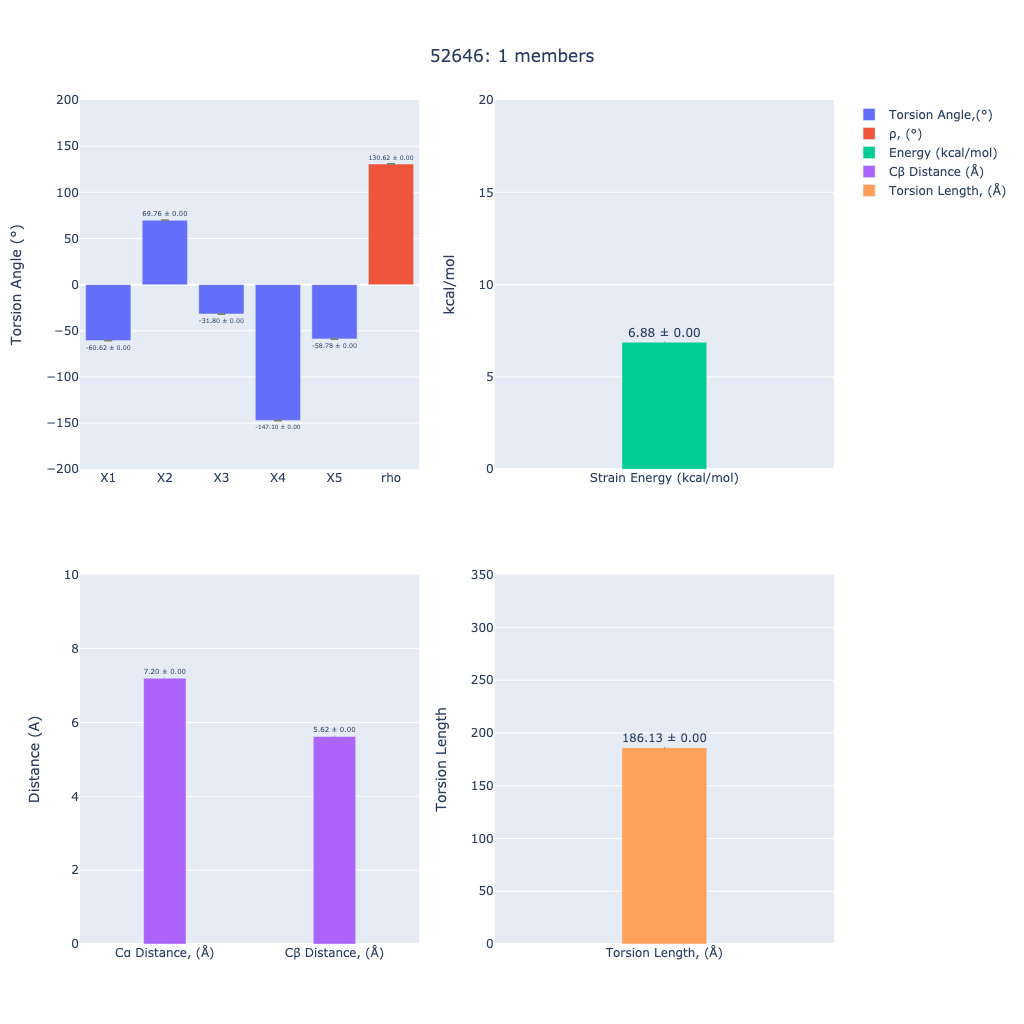 52646: 1 members
Torsion Angle (°)
200
150
100
50
0
−50
−100
−150
−200
-60.62 ± 0.00
69.76 ± 0.00
-31.80 ± 0.00
-147.10 ± 0.00
-58.78 ± 0.00
130.62 ± 0.00
X1 X2 X3 X4 X5 rho
kcal/mol
20
15
10
5
0
6.88 ± 0.00
Strain Energy (kcal/mol)
Torsion Angle,(°)
ρ, (°)
Energy (kcal/mol)
Cβ Distance (Å)
Torsion Length, (Å)
Distance (A)
10
8
6
4
2
0
7.20 ± 0.00
5.62 ± 0.00
Cα Distance, (Å) Cβ Distance, (Å)
Torsion Length
350
300
250
200
150
100
50
0
186.13 ± 0.00
Torsion Length, (Å)